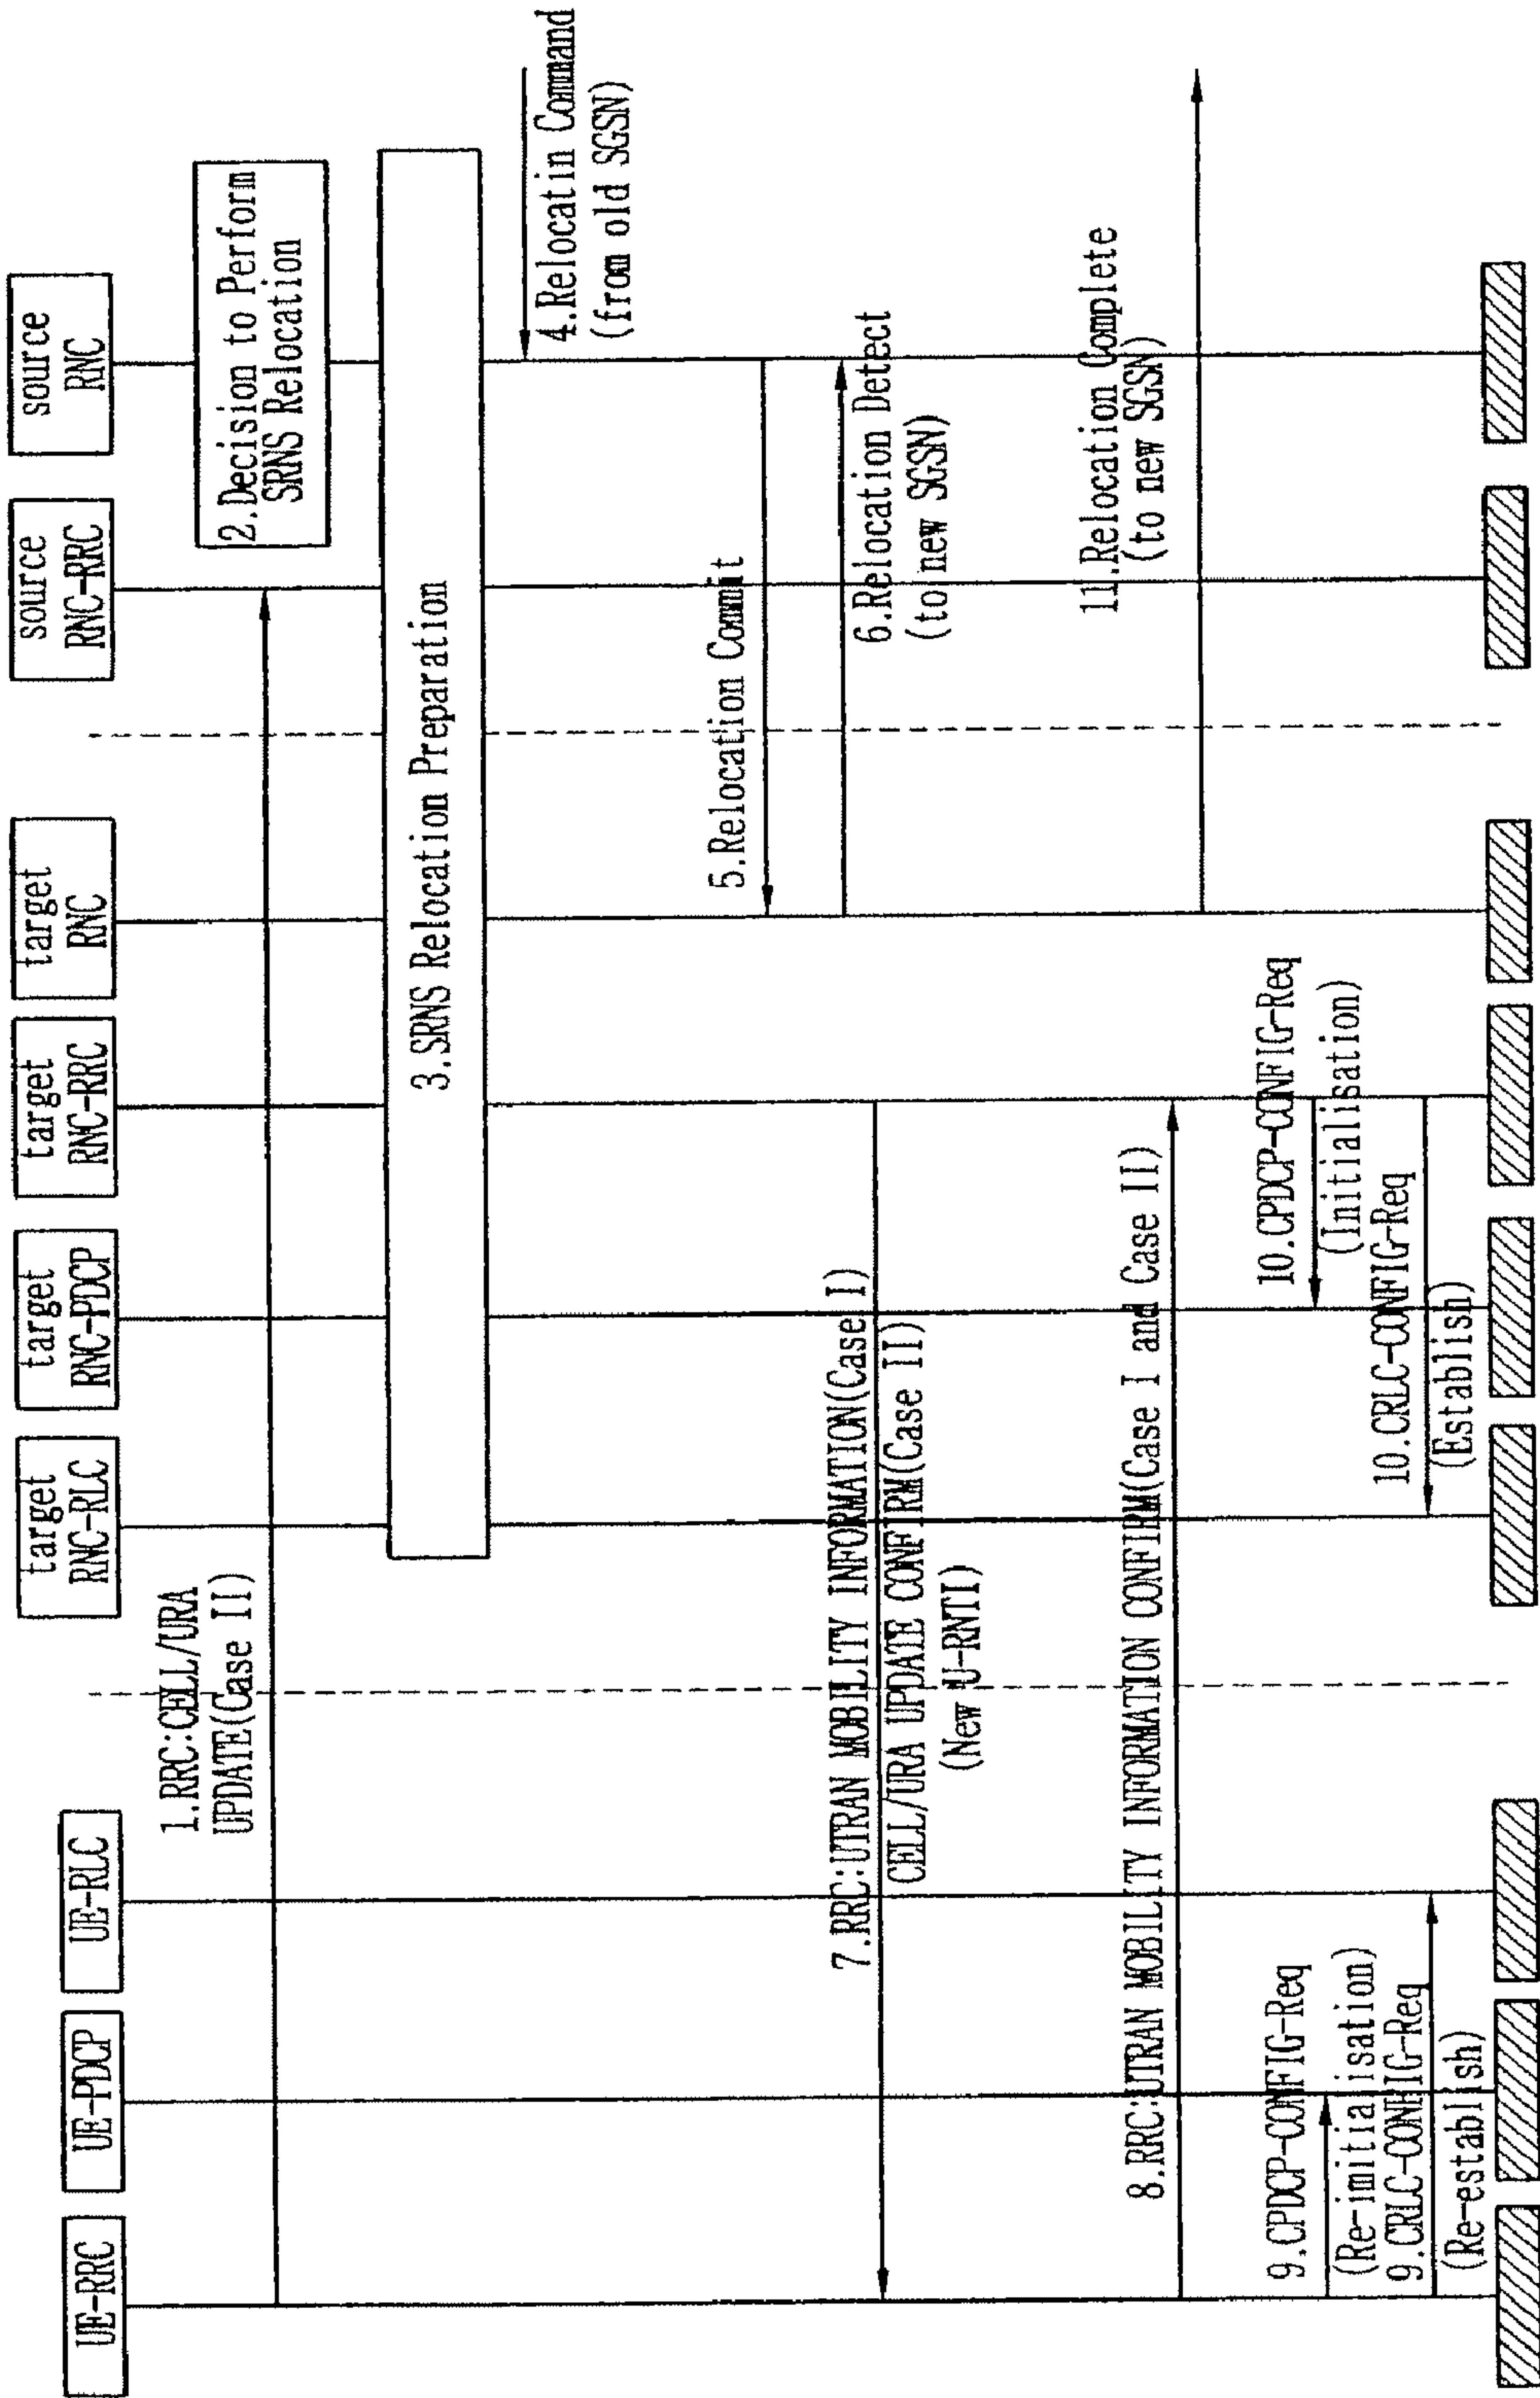 UE-RRC
UE-PDCP
UE-RLC
target
RNC-RLC
target
RNC-PDCP
target
RNC-RRC
target
RNC
source
RNC-RRC
source
RNC
1.RRC:CELL/URA
UPDATE(Case II)
2.Decision to Perform
SRNS Relocation
3.SRNS Relocation Preparation
4.Relocatin Command
(from old SGSN)
5.Relocation Commit
6.Relocation Detect
(to new SGSN)
7.RRC:UTRAN MOBILITY INFORMATION(Case I)
CELL/URA UPDATE CONFIRM(Case II)
(New U-RNTI)
8.RRC:UTRAN MOBILITY INFORMATION CONFIRM(Case I and Case II)
11.Relocation Complete
(to new SGSN)
9.CPDCP-CONFIG-Req
(Re-imitialisation)
9.CRLC-CONFIG-Req
(Re-establish)
10.CPDCP-CONFIG-Req
(Initialisation)
10.CRLC-CONFIG-Req
(Establish)